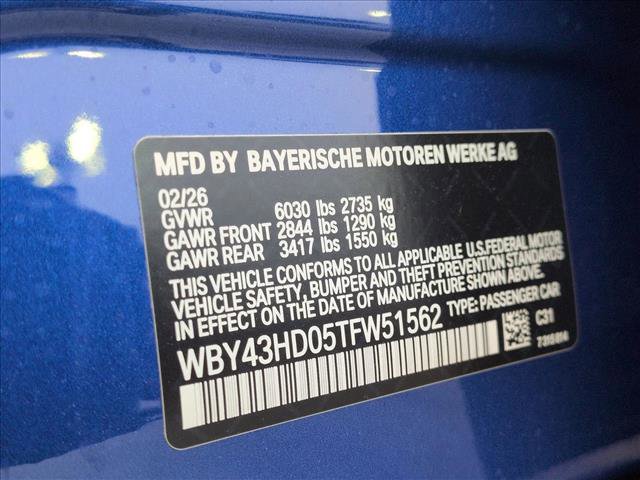 MFD BY BAYERISCHE MOTOREN WERKE AG
02/26
GVWR 6030 lbs 2735 kg
GAWR FRONT 2844 lbs 1290 kg
GAWR REAR 3417 lbs 1550 kg
THIS VEHICLE CONFORMS TO ALL APPLICABLE U.S.FEDERAL MOTOR
VEHICLE SAFETY, BUMPER AND THEFT PREVENTION STANDARDS
IN EFFECT ON THE DATE OF MANUFACTURE SHOWN ABOVE.
WBY43HD05TFW51562 TYPE: PASSENGER CAR
C31